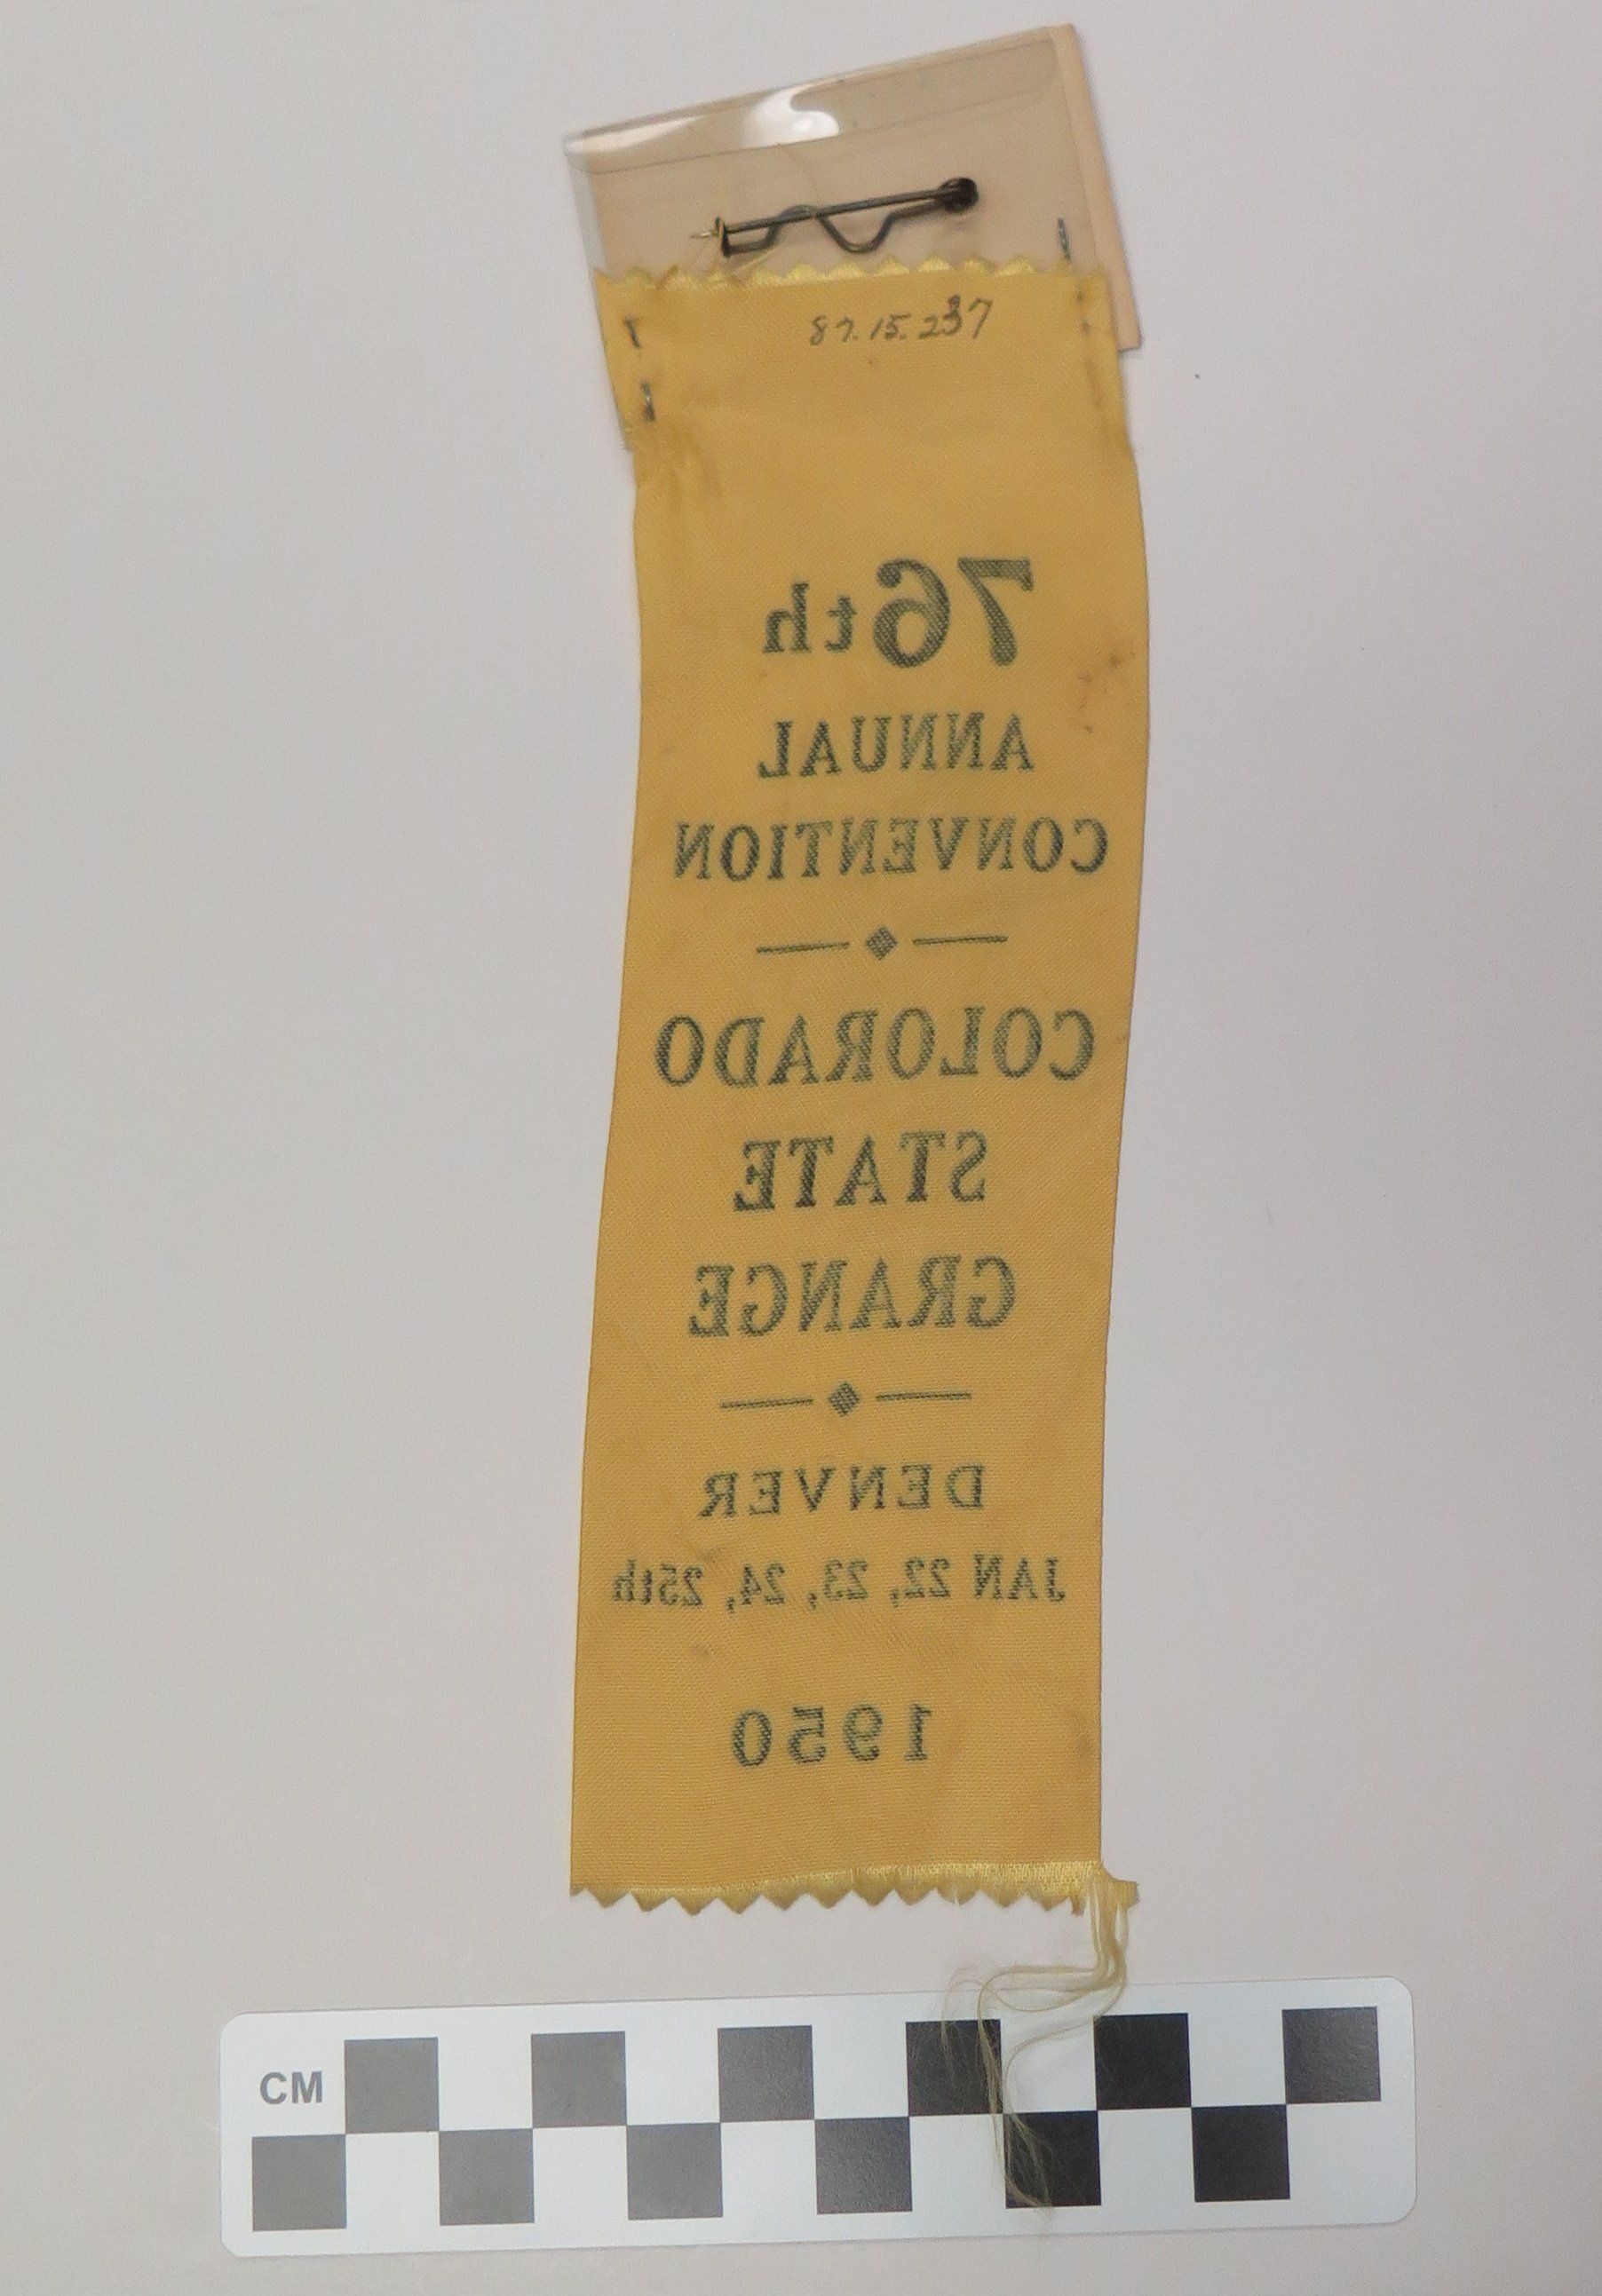 87.15.237
76th
ANNUAL
CONVENTION
COLORADO
STATE
GRANGE
DENVER
JAN 22, 23, 24, 25th
1950
CM